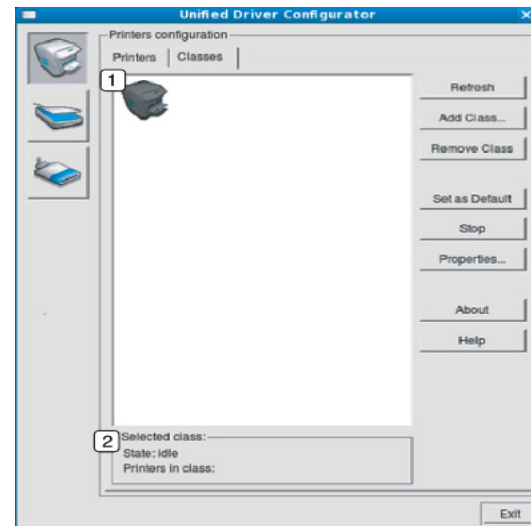 Unified Driver Configurator
Printers configuration
Printers Classes
1
Refresh
Add Class...
Remove Class
Set as Default
Stop
Properties...
About
Help
2
Selected class:
State: idle
Printers in class:
Exit